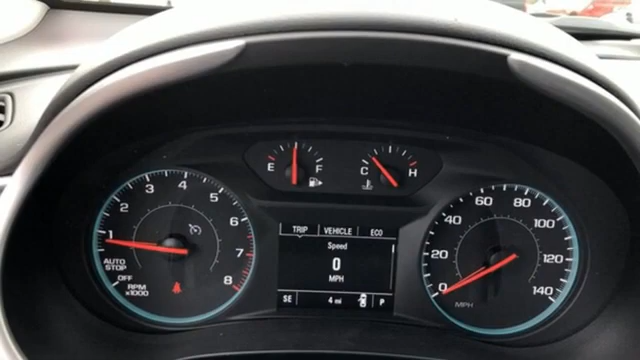 E F
C H
1 2 3 4 5 6 7 8
AUTO
STOP
OFF
RPM
x1000
TRIP VEHICLE ECO
Speed
0
MPH
SE 4 mi P
0 20 40 60 80 100 120 140
MPH